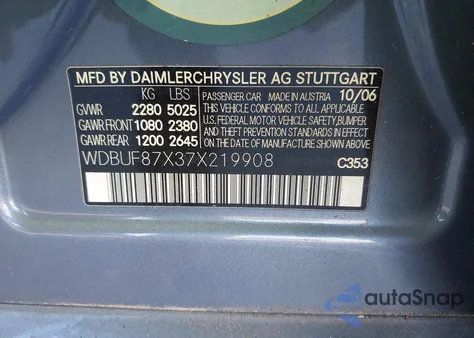 MFD BY DAIMLERCHRYSLER AG STUTTGART
KG LBS
GVWR 2280 5025
GAWR FRONT 1080 2380
GAWR REAR 1200 2645
PASSENGER CAR MADE IN AUSTRIA 10/06
THIS VEHICLE CONFORMS TO ALL
APPLICABLE U.S. FEDERAL MOTOR
VEHICLE SAFETY, BUMPER
AND THEFT PREVENTION
STANDARDS IN EFFECT ON
THE DATE OF MANUFACTURE
SHOWN ABOVE
WDBUF87X37X219908
C353
autoSnap